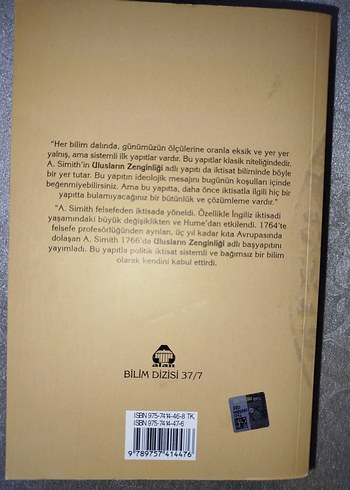 "Her bilim dalında, günümüzün ölçülerine oranla eksik ve yer yer
yalnış, ama sistemli ilk yapıtlar vardır. Bu yapıtlar klasik niteliğindedir.
A. Simith'in Ulusların Zenginliği adlı yapıtı da iktisat biliminde böyle
bir yer tutar. Bu yapıtın ideolojik mesajını bugünün koşulları içinde
beğenmiyebilirsiniz. Ama bu yapıtta, daha önce iktisatla ilgili hiç bir
yapıtta bulamıyacağınız bir bütünlük ve çözümleme vardır."
"A. Simith felsefeden iktisada yöneldi. Özellikle İngiliz iktisadi
yaşamındaki büyük değişiklikten ve Hume'dan etkilendi. 1764'te
felsefe profesörlüğünden ayrılan, üç yıl kadar kıta Avrupasında
dolaşan A. Simith 1766'da Ulusların Zenginliği adlı başyapıtını
yayımladı. Bu yapıtla politik iktisat sistemli ve bağımsız bir bilim
olarak kendini kabul ettirdi.
alan
BİLİM DİZİSİ 37/7
ISBN 975-7414-46-8 TK.
ISBN 975-7414-47-6
9 789757 414476